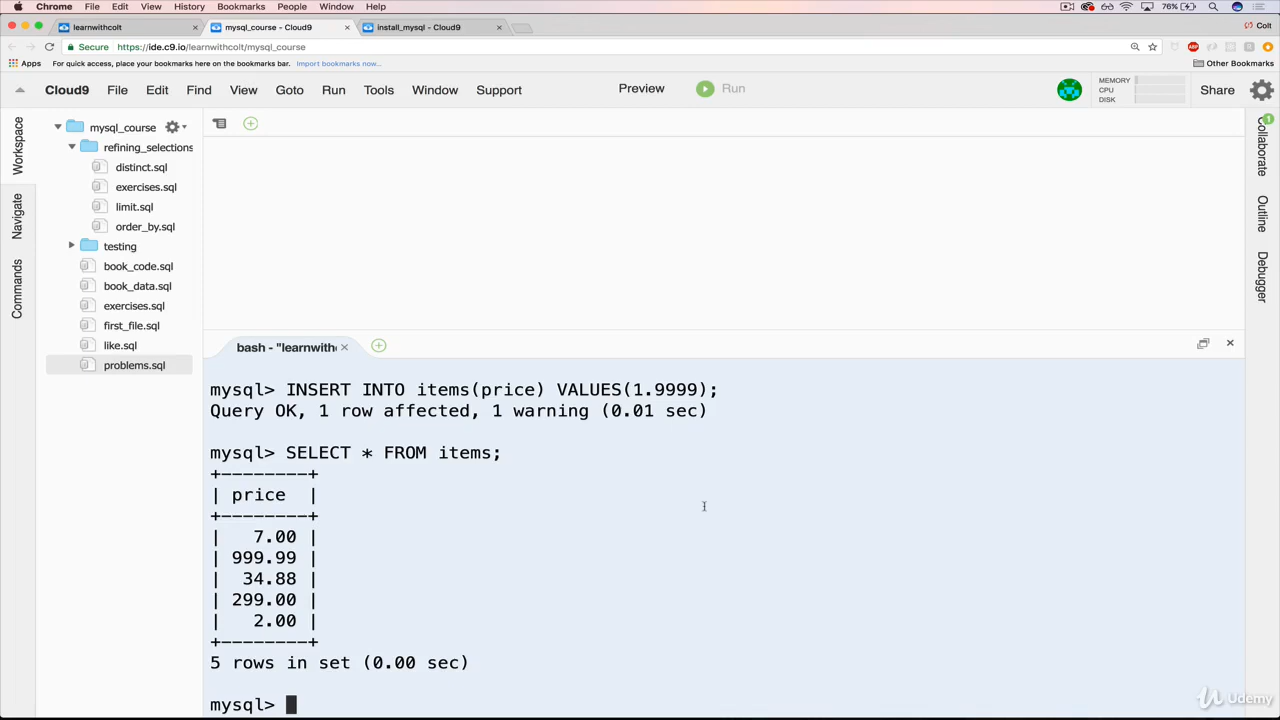 Chrome File Edit View History Bookmarks People Window Help 76%
learnwithcolt mysql_course - Cloud9 install_mysql - Cloud9 Colt
Secure https://ide.c9.io/learnwithcolt/mysql_course ABP
Apps For quick access, place your bookmarks here on the bookmarks bar. Import bookmarks now... Other Bookmarks
Cloud9 File Edit Find View Goto Run Tools Window Support Preview Run MEMORY Share
CPU
DISK
Workspace
Navigate
Commands
mysql_course
refining_selections
distinct.sql
exercises.sql
limit.sql
order_by.sql
testing
book_code.sql
book_data.sql
exercises.sql
first_file.sql
like.sql
problems.sql
1
Collaborate
Outline
Debugger
bash - "learnwith
mysql> INSERT INTO items(price) VALUES(1.9999);
Query OK, 1 row affected, 1 warning (0.01 sec)
mysql> SELECT * FROM items;
+--------+
| price  |
+--------+
|   7.00 |
| 999.99 |
|  34.88 |
| 299.00 |
|   2.00 |
+--------+
5 rows in set (0.00 sec)
mysql>
Udemy